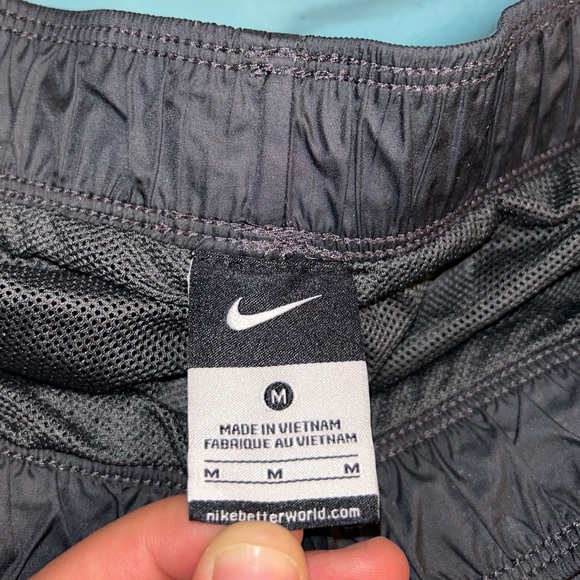 M
MADE IN VIETNAM
FABRIQUE AU VIETNAM
M M M
nikebetterworld.com